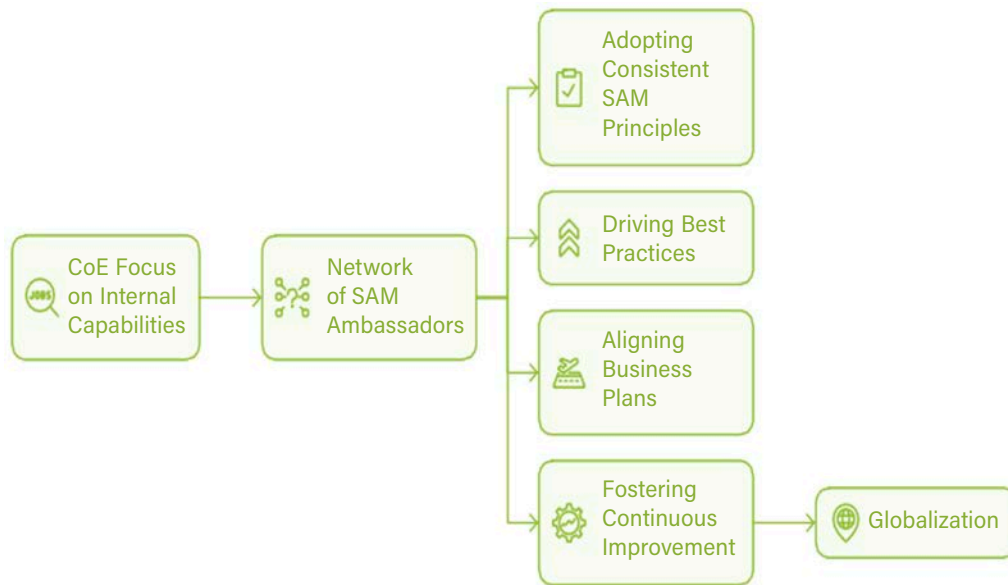 CoE Focus
on Internal
Capabilities
JOBS
Network
of SAM
Ambassadors
Adopting
Consistent
SAM
Principles
Driving Best
Practices
Aligning
Business
Plans
Fostering
Continuous
Improvement
Globalization